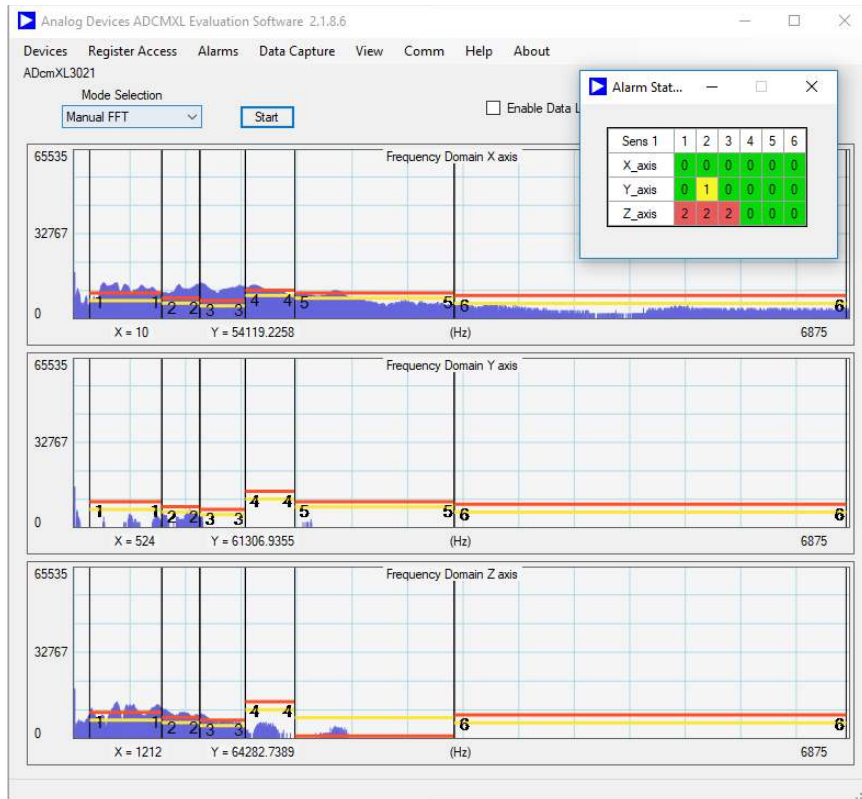 Analog Devices ADCMXL Evaluation Software 2.1.8.6
Devices Register Access Alarms Data Capture View Comm Help About
ADcmXL3021
Mode Selection
Manual FFT
Start
Enable Data L
Alarm Stat...
Sens 1 1 2 3 4 5 6
X_axis 0 0 0 0 0 0
Y_axis 0 1 0 0 0 0
Z_axis 2 2 2 0 0 0
Frequency Domain X axis
65535
32767
0
1 1 2 2 3 3 4 4 5 5 6 6
X = 10 Y = 54119.2258 (Hz) 6875
Frequency Domain Y axis
65535
32767
0
1 1 2 2 3 3 4 4 5 5 6 6
X = 524 Y = 61306.9355 (Hz) 6875
Frequency Domain Z axis
65535
32767
0
1 1 2 2 3 3 4 4 6 6
X = 1212 Y = 64282.7389 (Hz) 6875